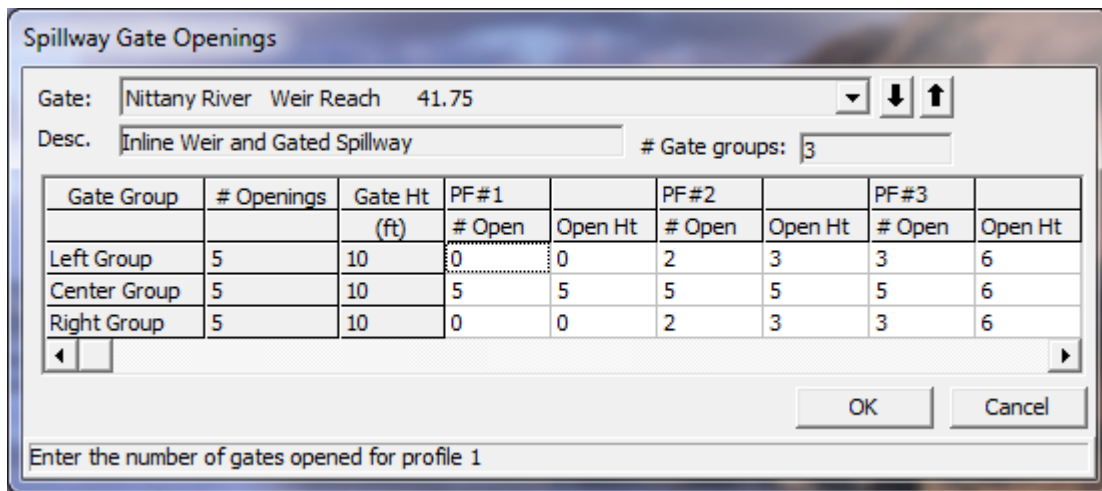 Spillway Gate Openings
Gate: Nittany River Weir Reach 41.75
Desc. Inline Weir and Gated Spillway # Gate groups: 3
Gate Group # Openings Gate Ht PF#1 PF#2 PF#3
(ft) # Open Open Ht # Open Open Ht # Open Open Ht
Left Group 5 10 0 0 2 3 3 6
Center Group 5 10 5 5 5 5 5 6
Right Group 5 10 0 0 2 3 3 6
OK Cancel
Enter the number of gates opened for profile 1